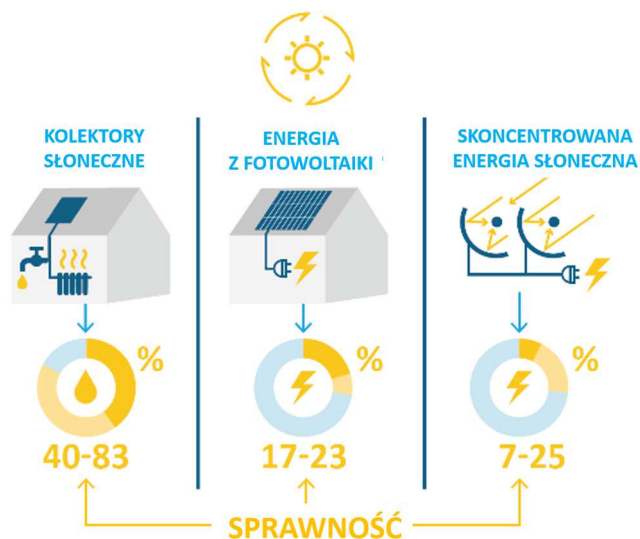 KOLEKTORY
SŁONECZNE
ENERGIA
Z FOTOWOLTAIKI
SKONCENTROWANA
ENERGIA SŁONECZNA
%
40-83
%
17-23
%
7-25
SPRAWNOŚĆ